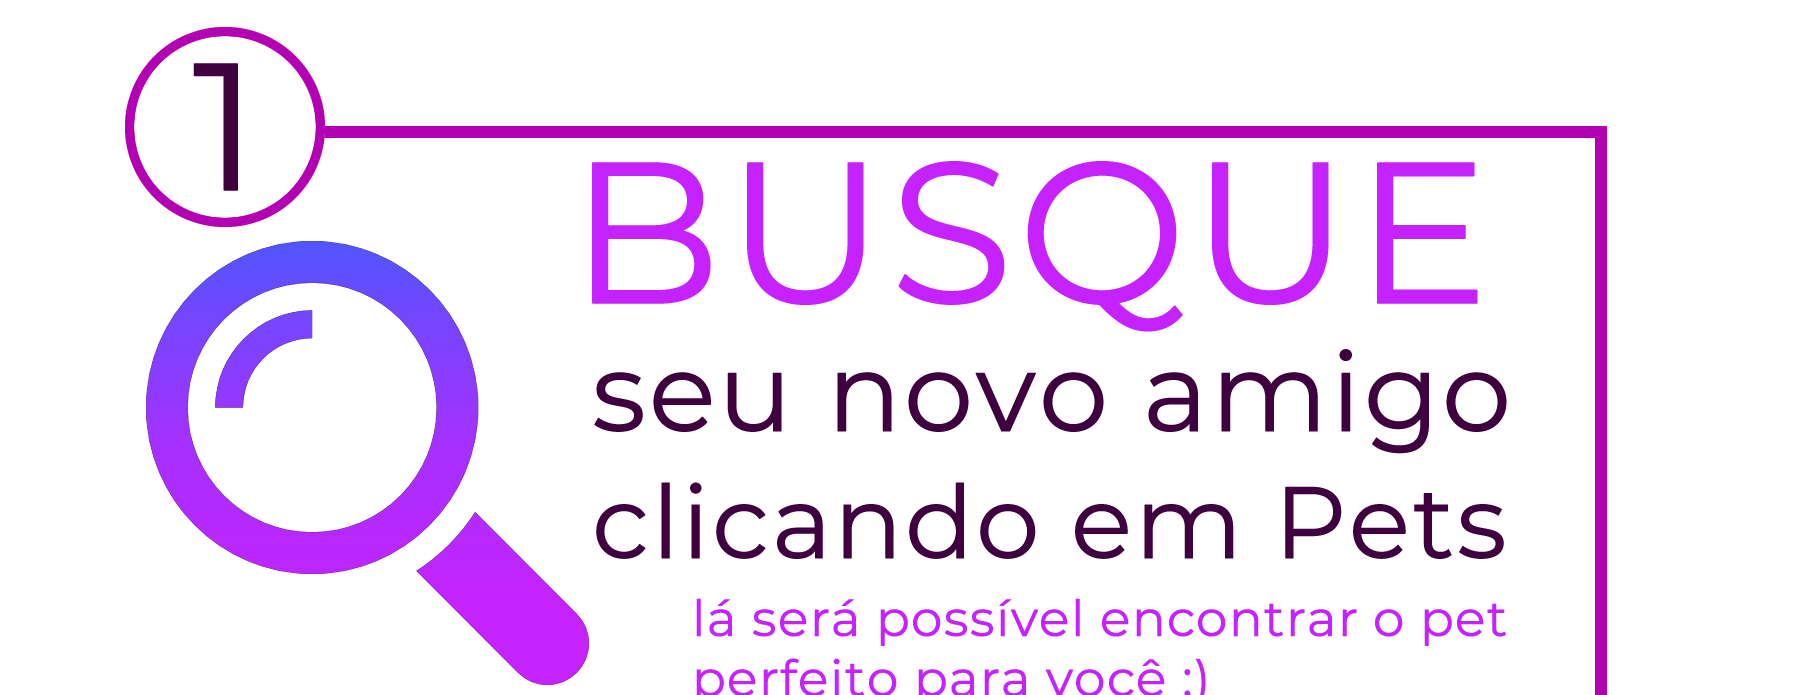 1
BUSQUE
seu novo amigo
clicando em Pets
lá será possível encontrar o pet
perfeito para você :)